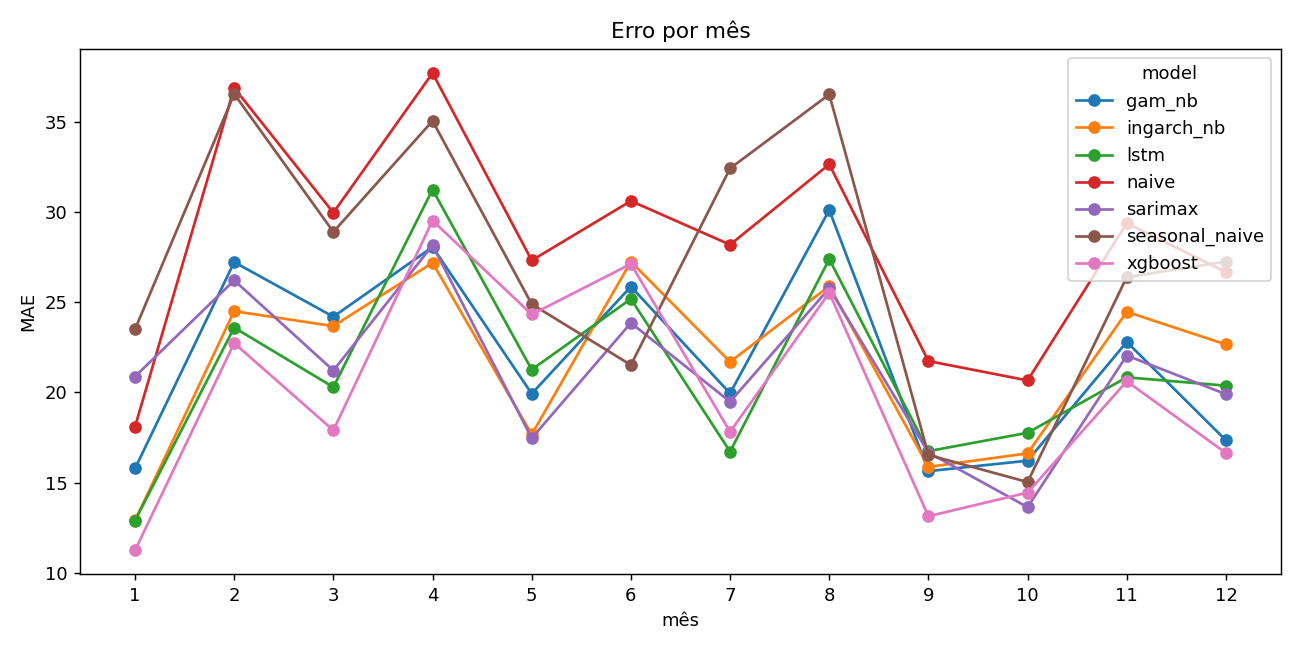 Erro por mês
model
gam_nb
ingarch_nb
lstm
naive
sarimax
seasonal_naive
xgboost
MAE
35
30
25
20
15
10
1 2 3 4 5 6 7 8 9 10 11 12
mês